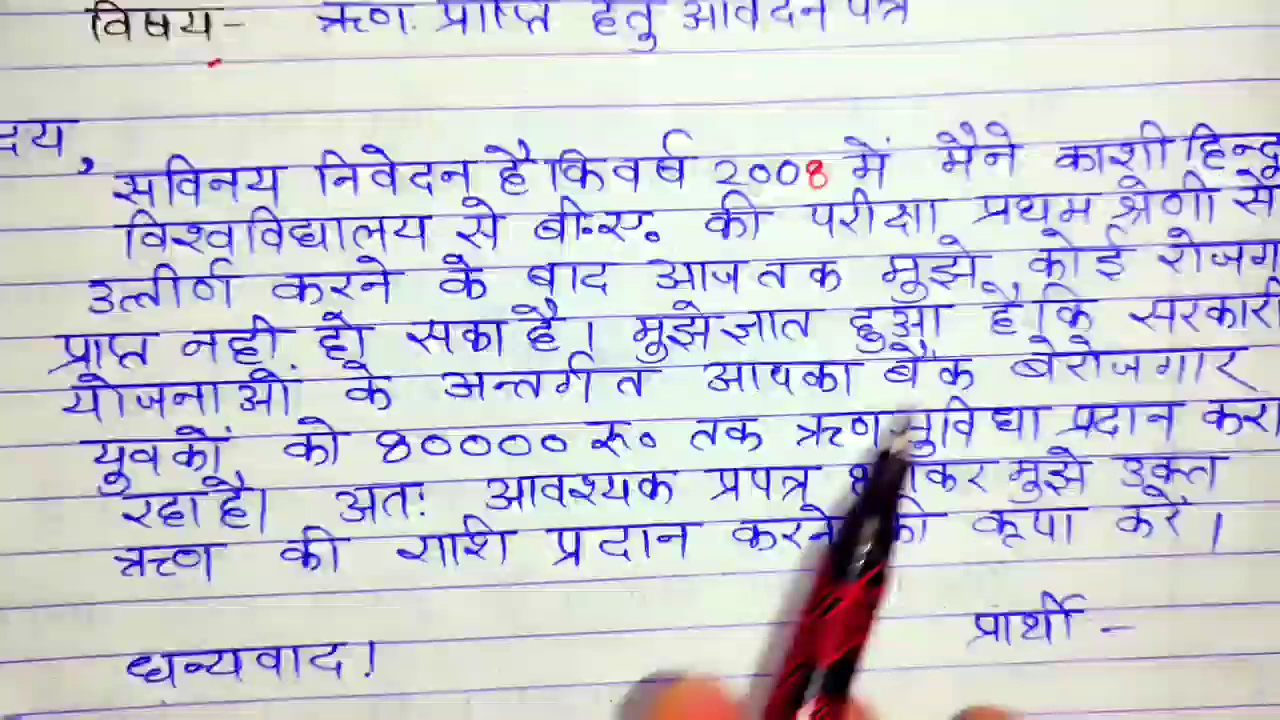 विषय- ऋण प्राप्ति हेतु आवेदन पत्र
दय,
सविनय निवेदन है कि वर्ष 2008 में मैने काशी हिन्दू
विश्वविद्यालय से बी.ए. की परीक्षा प्रथम श्रेणी से
उत्तीर्ण करने के बाद आज तक मुझे कोई रोजग
प्राप्त नही हो सका है। मुझे ज्ञात हुआ है कि सरकारी
योजनाओं के अन्तर्गत आपका बैंक बेरोजगार
युवकों को 80000 रू० तक ऋण सुविधा प्रदान करा
रहा है। अतः आवश्यक प्रपत्र मुझे उक्त
ऋण की राशि प्रदान करने की कृपा करें।
प्रार्थी -
धन्यवाद!